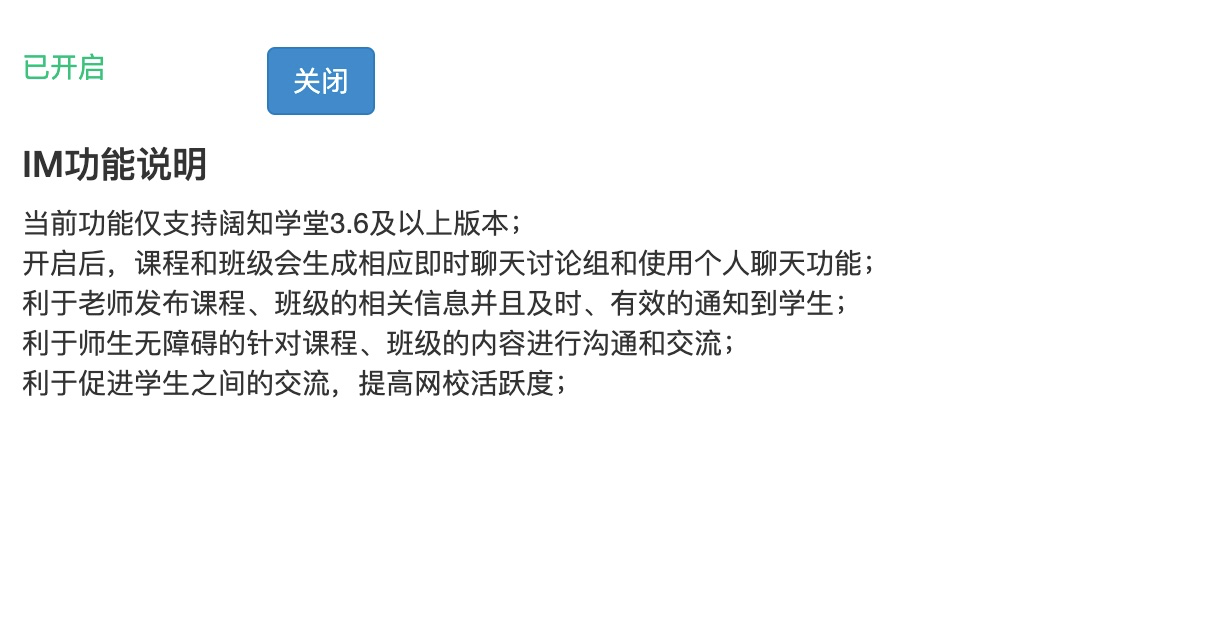 已开启
关闭
IM功能说明
当前功能仅支持阔知学堂3.6及以上版本；
开启后，课程和班级会生成相应即时聊天讨论组和使用个人聊天功能；
利于老师发布课程、班级的相关信息并且及时、有效的通知到学生；
利于师生无障碍的针对课程、班级的内容进行沟通和交流；
利于促进学生之间的交流，提高网校活跃度；